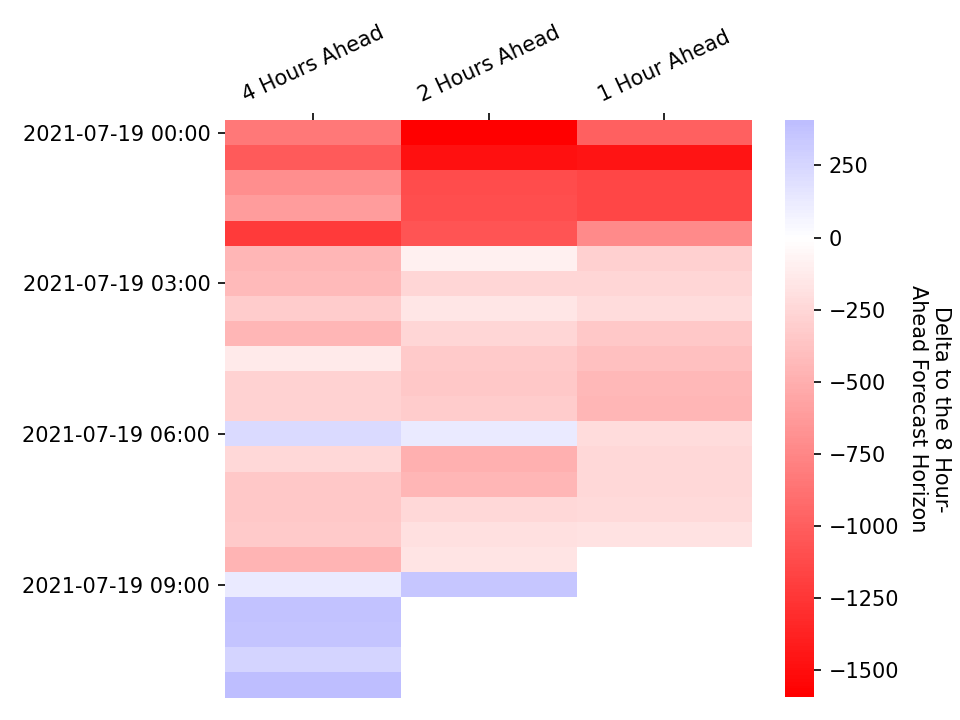 4 Hours Ahead
2 Hours Ahead
1 Hour Ahead
2021-07-19 00:00
2021-07-19 03:00
2021-07-19 06:00
2021-07-19 09:00
250
0
−250
−500
−750
−1000
−1250
−1500
Delta to the 8 Hour-
Ahead Forecast Horizon